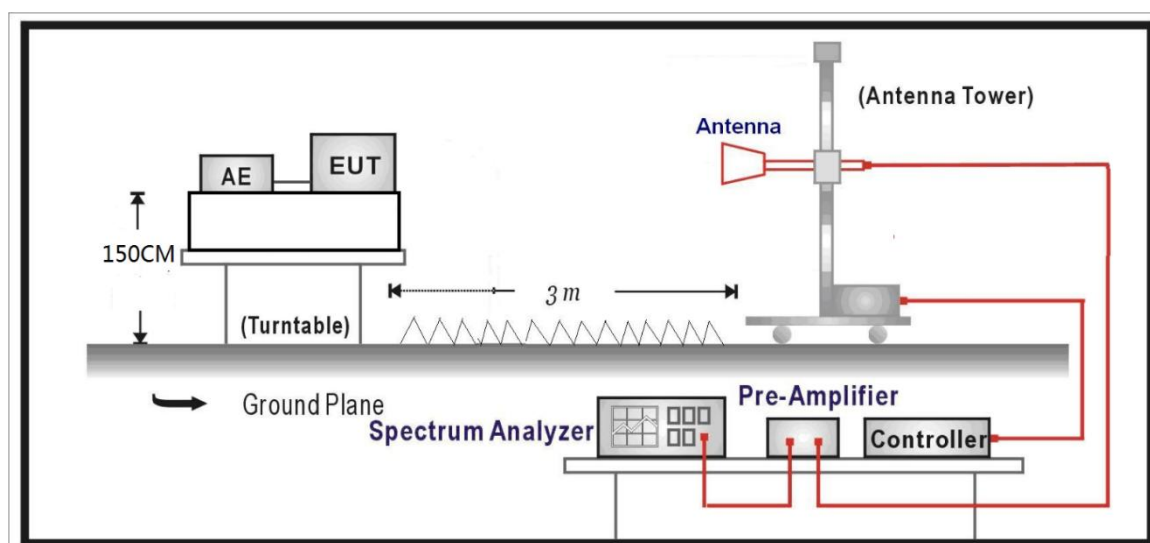 (Antenna Tower)
Antenna
AE
EUT
150CM
3 m
(Turntable)
Ground Plane
Pre-Amplifier
Spectrum Analyzer
Controller